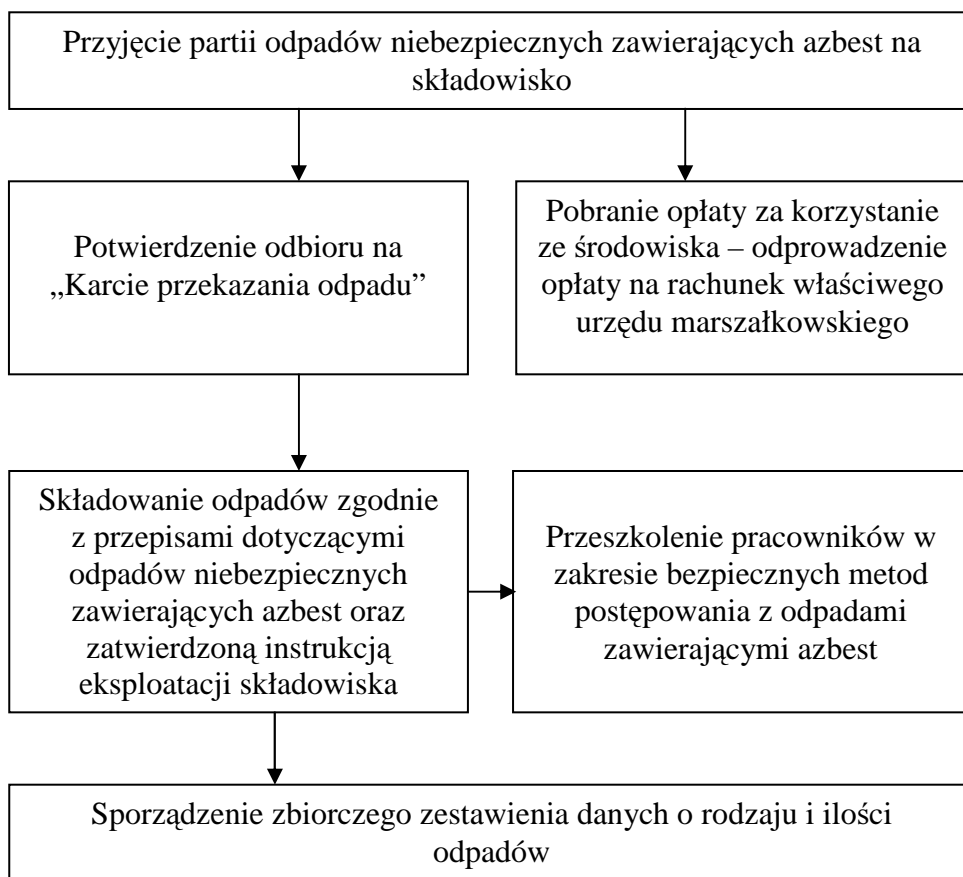 Przyjęcie partii odpadów niebezpiecznych zawierających azbest na
składowisko
Potwierdzenie odbioru na
„Karcie przekazania odpadu”
Pobranie opłaty za korzystanie
ze środowiska – odprowadzenie
opłaty na rachunek właściwego
urzędu marszałkowskiego
Składowanie odpadów zgodnie
z przepisami dotyczącymi
odpadów niebezpiecznych
zawierających azbest oraz
zatwierdzoną instrukcją
eksploatacji składowiska
Przeszkolenie pracowników w
zakresie bezpiecznych metod
postępowania z odpadami
zawierającymi azbest
Sporządzenie zbiorczego zestawienia danych o rodzaju i ilości
odpadów